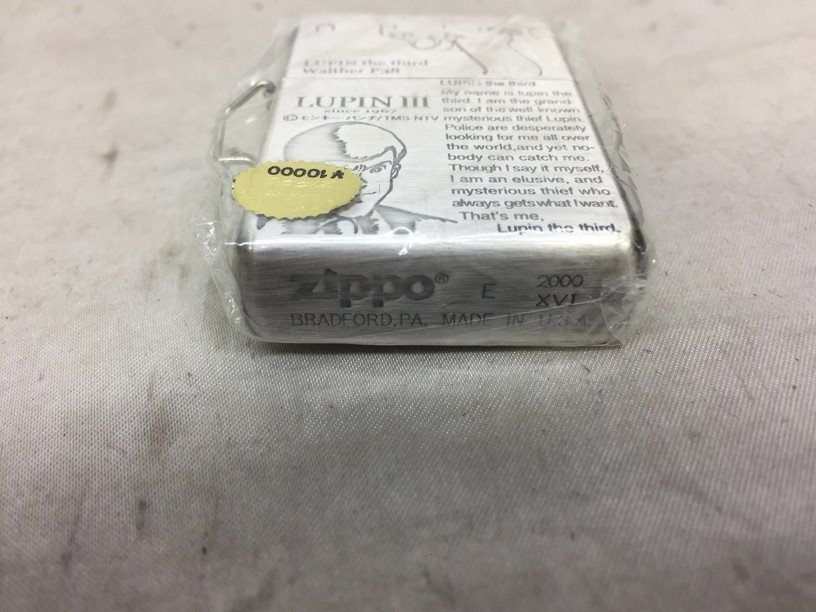 LUPIN the third
Walther P38
LUPIN III
since 1967
©モンキー・パンチ/TMS・NTV
LUPIN the third
My name is lupin the
third. I am the grand-
son of the well-known
mysterious thief Lupin.
Police are desperately
looking for me all over
the world,and yet no-
body can catch me.
Though I say it myself,
I am an elusive, and
mysterious thief who
always gets what I want.
That's me,
Lupin the third.
¥10000
Zippo® E 2000
XVI
BRADFORD,PA. MADE IN U.S.A.